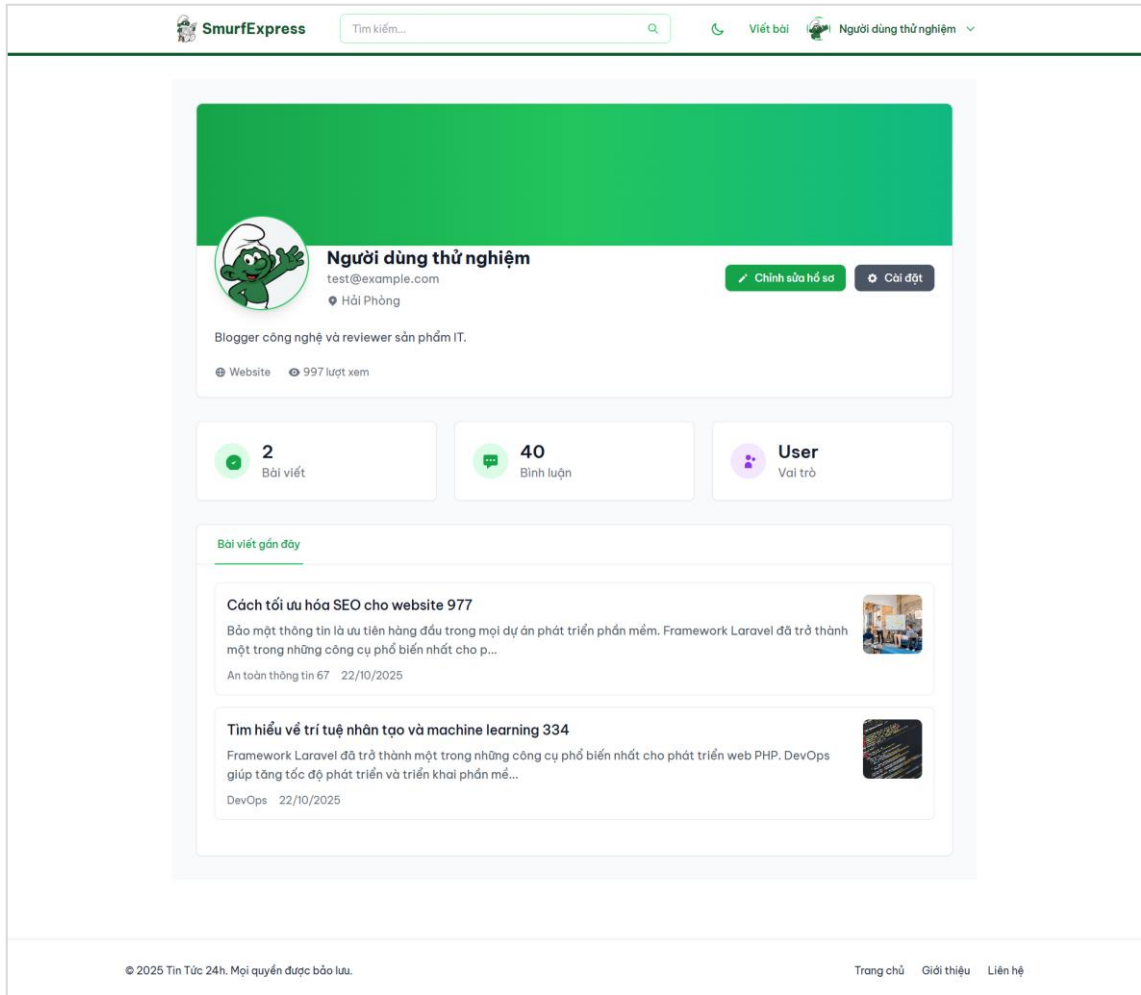 SmurfExpress
Tìm kiếm...
Viết bài
Người dùng thử nghiệm
Người dùng thử nghiệm
test@example.com
Hải Phòng
Chỉnh sửa hồ sơ
Cài đặt
Blogger công nghệ và reviewer sản phẩm IT.
Website
997 lượt xem
2
Bài viết
40
Bình luận
User
Vai trò
Bài viết gần đây
Cách tối ưu hóa SEO cho website 977
Bảo mật thông tin là ưu tiên hàng đầu trong mọi dự án phát triển phần mềm. Framework Laravel đã trở thành
một trong những công cụ phổ biến nhất cho p...
An toàn thông tin 67 22/10/2025
Tìm hiểu về trí tuệ nhân tạo và machine learning 334
Framework Laravel đã trở thành một trong những công cụ phổ biến nhất cho phát triển web PHP. DevOps
giúp tăng tốc độ phát triển và triển khai phần mề...
DevOps 22/10/2025
© 2025 Tin Tức 24h. Mọi quyền được bảo lưu.
Trang chủ Giới thiệu Liên hệ